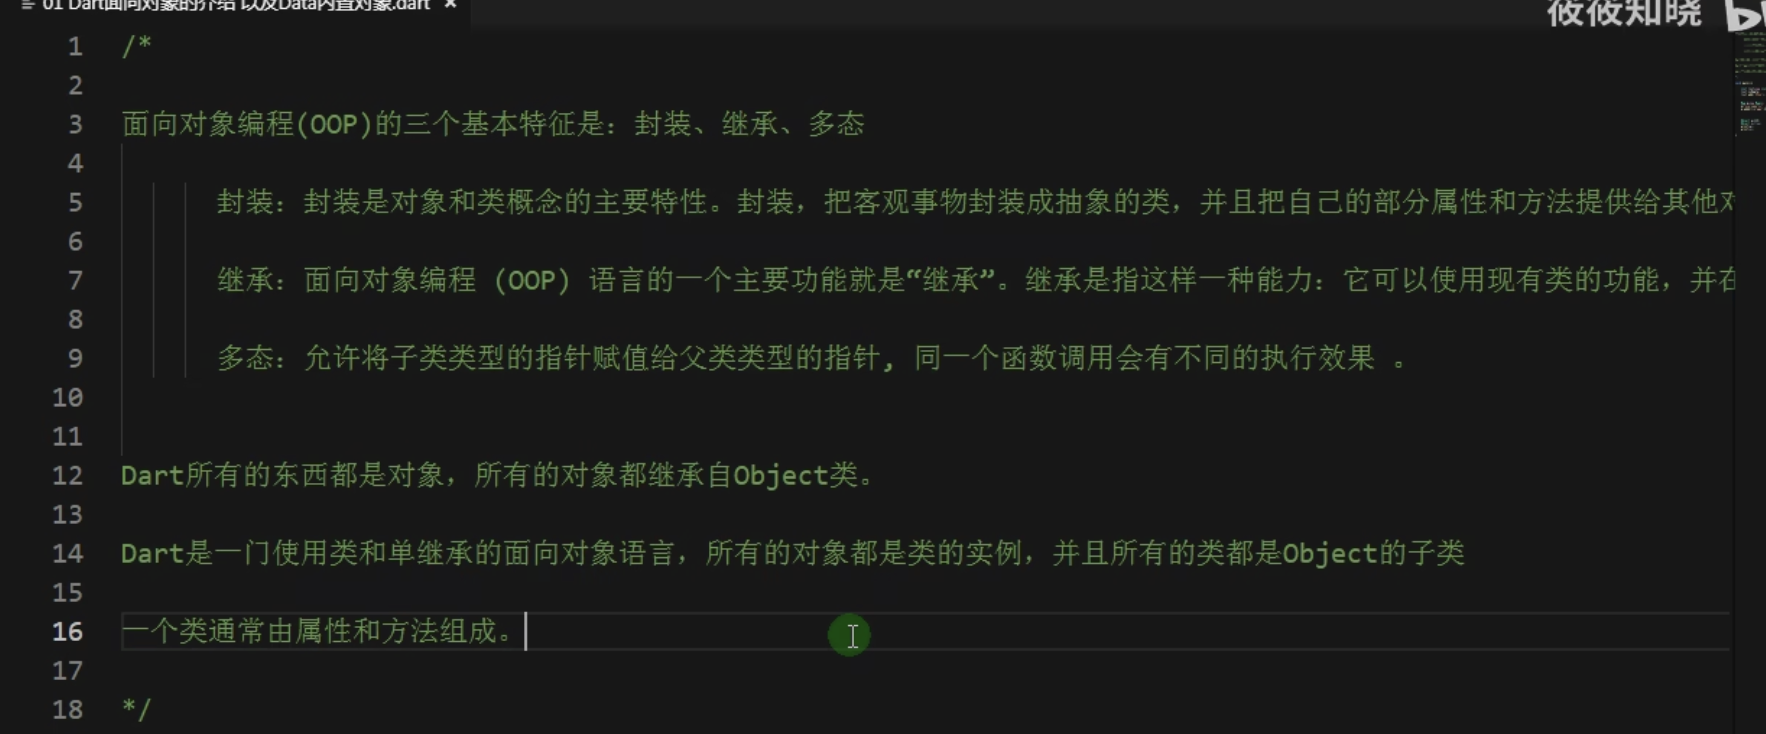 01 Dart面向对象的介绍 以及Data内置对象.dart ×
筱筱知晓
1 /*
2
3 面向对象编程(OOP)的三个基本特征是：封装、继承、多态
4
5 封装：封装是对象和类概念的主要特性。封装，把客观事物封装成抽象的类，并且把自己的部分属性和方法提供给其他对
6
7 继承：面向对象编程 (OOP) 语言的一个主要功能就是“继承”。继承是指这样一种能力：它可以使用现有类的功能，并在
8
9 多态：允许将子类类型的指针赋值给父类类型的指针, 同一个函数调用会有不同的执行效果 。
10
11
12 Dart所有的东西都是对象，所有的对象都继承自Object类。
13
14 Dart是一门使用类和单继承的面向对象语言，所有的对象都是类的实例，并且所有的类都是Object的子类
15
16 一个类通常由属性和方法组成。
17
18 */